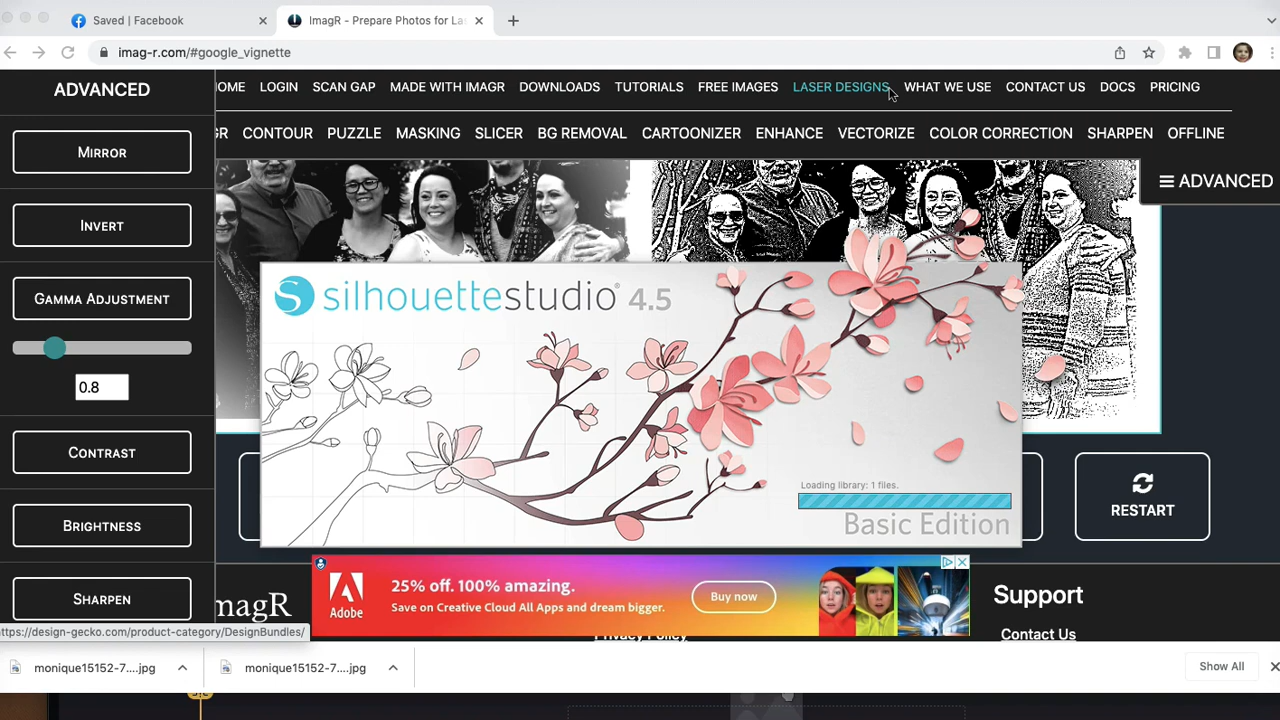 Saved | Facebook
ImagR - Prepare Photos for La
imag-r.com/#google_vignette
ADVANCED
OME
LOGIN
SCAN GAP
MADE WITH IMAGR
DOWNLOADS
TUTORIALS
FREE IMAGES
LASER DESIGNS
WHAT WE USE
CONTACT US
DOCS
PRICING
GR
CONTOUR
PUZZLE
MASKING
SLICER
BG REMOVAL
CARTOONIZER
ENHANCE
VECTORIZE
COLOR CORRECTION
SHARPEN
OFFLINE
MIRROR
INVERT
GAMMA ADJUSTMENT
0.8
CONTRAST
BRIGHTNESS
SHARPEN
ADVANCED
silhouettestudio® 4.5
Loading library: 1 files.
Basic Edition
RESTART
magR
Adobe
25% off. 100% amazing.
Save on Creative Cloud All Apps and dream bigger.
Buy now
Support
Contact Us
Privacy Policy
ttps://design-gecko.com/product-category/DesignBundles/
monique15152-7....jpg
monique15152-7....jpg
Show All